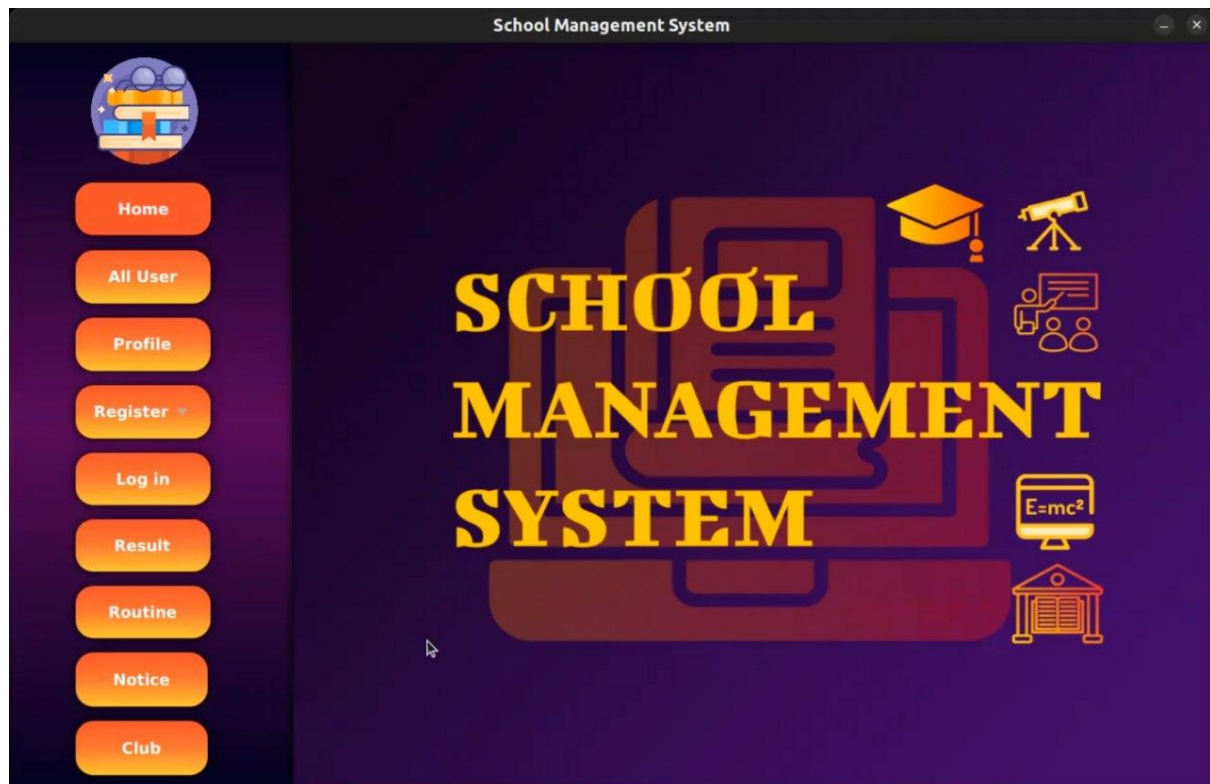 School Management System
Home
All User
Profile
Register
Log in
Result
Routine
Notice
Club
SCHOOL
MANAGEMENT
SYSTEM
E=mc²